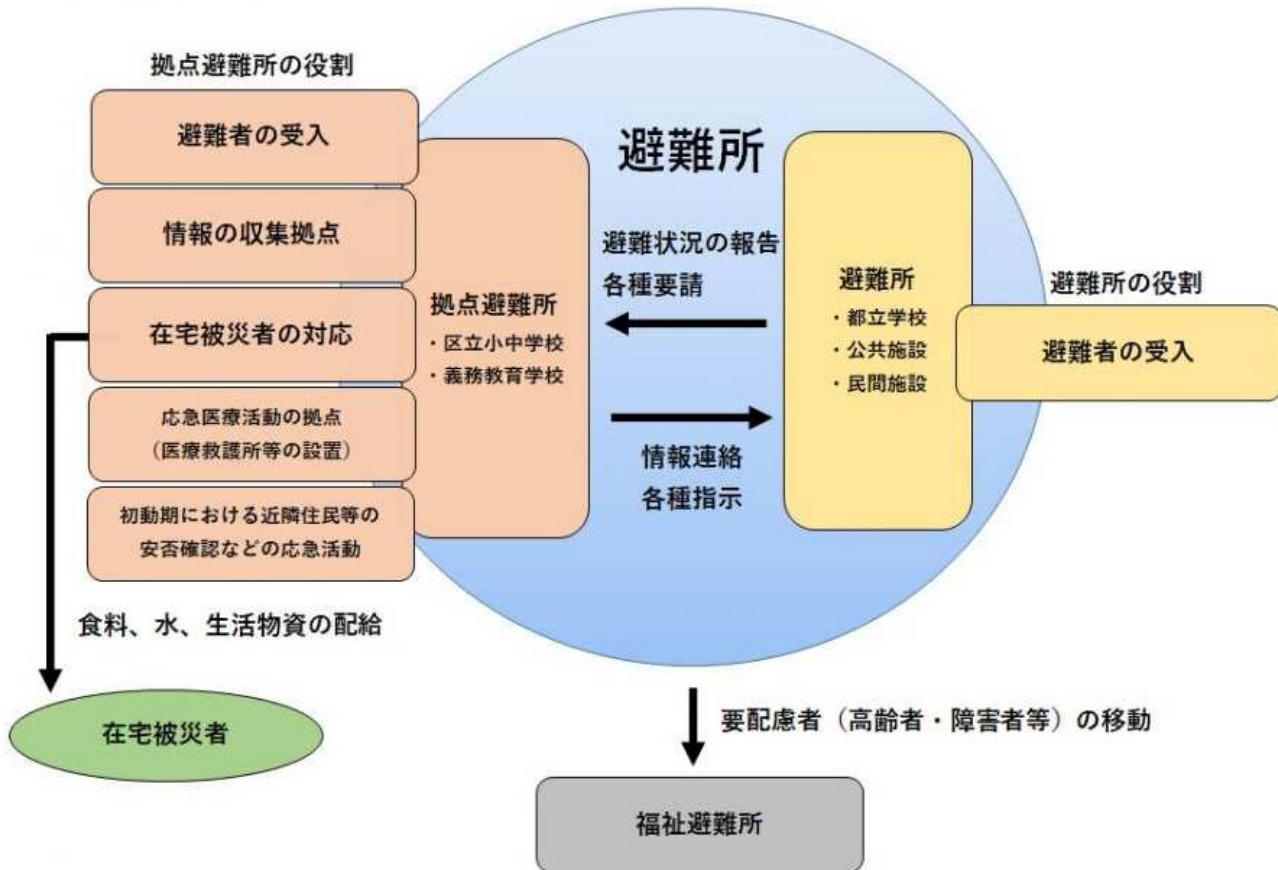 拠点避難所の役割
避難者の受入
情報の収集拠点
在宅被災者の対応
応急医療活動の拠点
（医療救護所等の設置）
初動期における近隣住民等の
安否確認などの応急活動
食料、水、生活物資の配給
在宅被災者
避難所
拠点避難所
・区立小中学校
・義務教育学校
避難状況の報告
各種要請
情報連絡
各種指示
避難所
・都立学校
・公共施設
・民間施設
避難所の役割
避難者の受入
要配慮者（高齢者・障害者等）の移動
福祉避難所